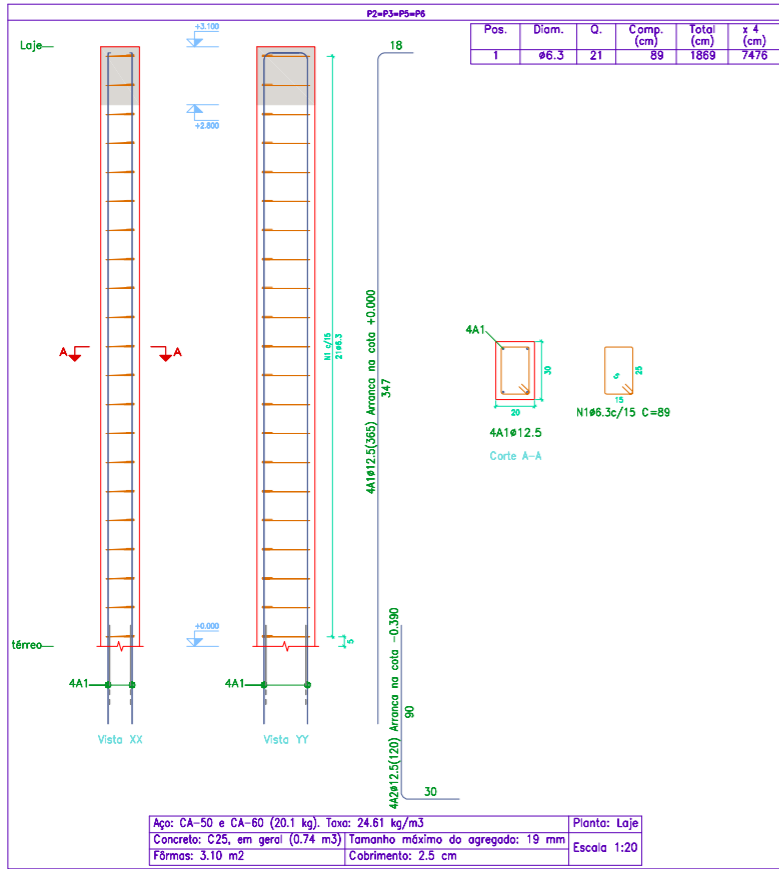 P2=P3=P5=P6
Pos. Diam. Q. Comp. (cm) Total (cm) x 4 (cm)
1 ø6.3 21 89 1869 7476
Laje
+3.100
+2.800
18
A A
N1 c/15
21ø6.3
4A1ø12.5(365) Arranca na cota +0.000
347
4A1
30
20
4A1ø12.5
Corte A-A
25
15
N1ø6.3c/15 C=89
térreo
+0.000
5
4A1
4A1
Vista XX
Vista YY
4A2ø12.5(120) Arranca na cota -0.390
90
30
Aço: CA-50 e CA-60 (20.1 kg). Taxa: 24.61 kg/m3
Planta: Laje
Concreto: C25, em geral (0.74 m3) Tamanho máximo do agregado: 19 mm
Escala 1:20
Fôrmas: 3.10 m2 Cobrimento: 2.5 cm